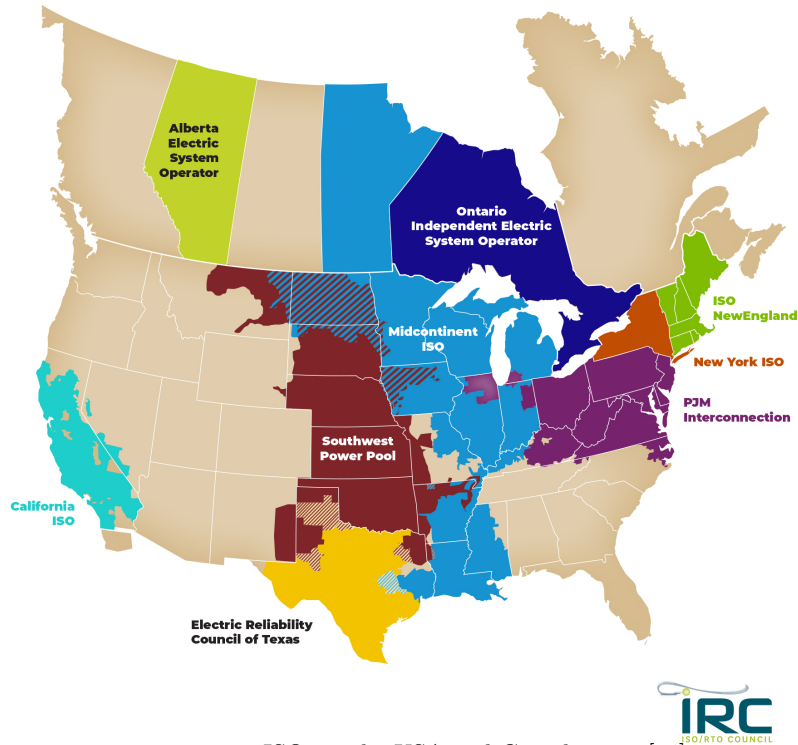 Alberta
Electric
System
Operator
Ontario
Independent Electric
System Operator
Midcontinent
ISO
ISO
NewEngland
New York ISO
PJM
Interconnection
Southwest
Power Pool
California
ISO
Electric Reliability
Council of Texas
IRC
ISO/RTO COUNCIL